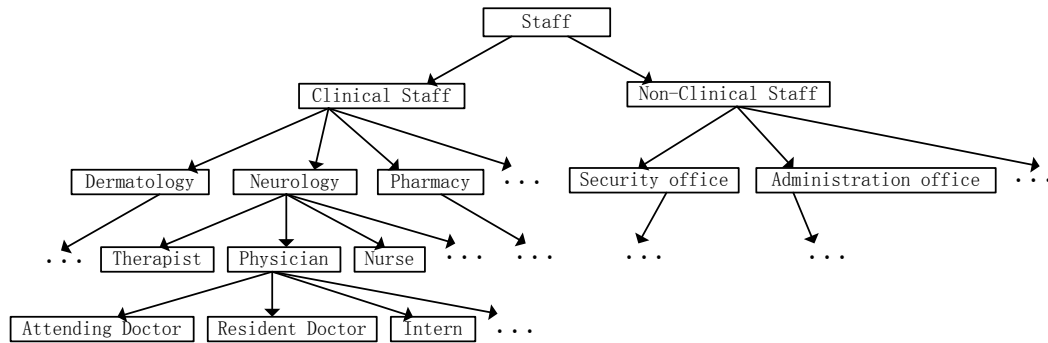 Staff
Clinical Staff Non-Clinical Staff
Dermatology Neurology Pharmacy ... Security office Administration office ...
... Therapist Physician Nurse ... ... ... ...
Attending Doctor Resident Doctor Intern ...